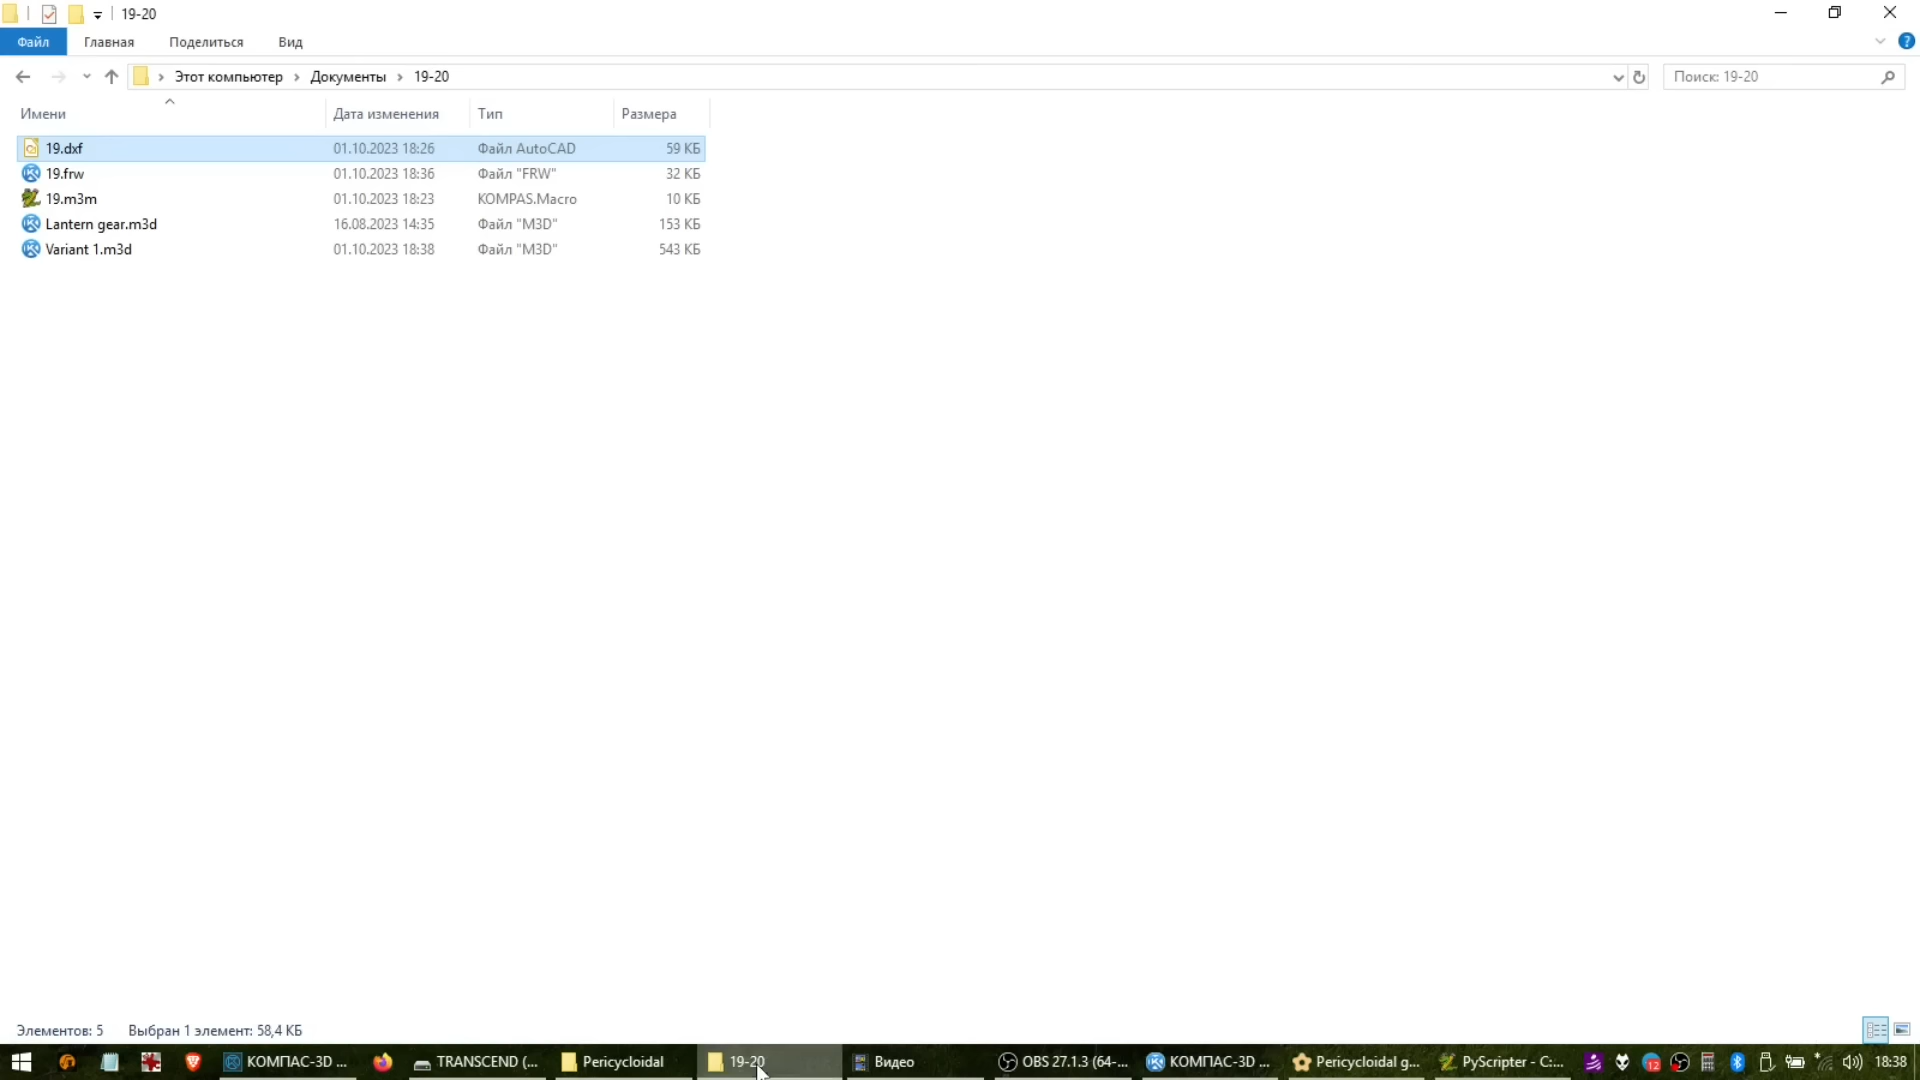 19-20
Файл Главная Поделиться Вид
Этот компьютер Документы 19-20 Поиск: 19-20
Имени Дата изменения Тип Размера
19.dxf 01.10.2023 18:26 Файл AutoCAD 59 КБ
19.frw 01.10.2023 18:36 Файл "FRW" 32 КБ
19.m3m 01.10.2023 18:23 KOMPAS.Macro 10 КБ
Lantern gear.m3d 16.08.2023 14:35 Файл "M3D" 153 КБ
Variant 1.m3d 01.10.2023 18:38 Файл "M3D" 543 КБ
Элементов: 5 Выбран 1 элемент: 58,4 КБ
КОМПАС-3D ... TRANSCEND (... Pericycloidal 19-20 Видео OBS 27.1.3 (64-... КОМПАС-3D ... Pericycloidal g... PyScripter - C:... 12 18:38